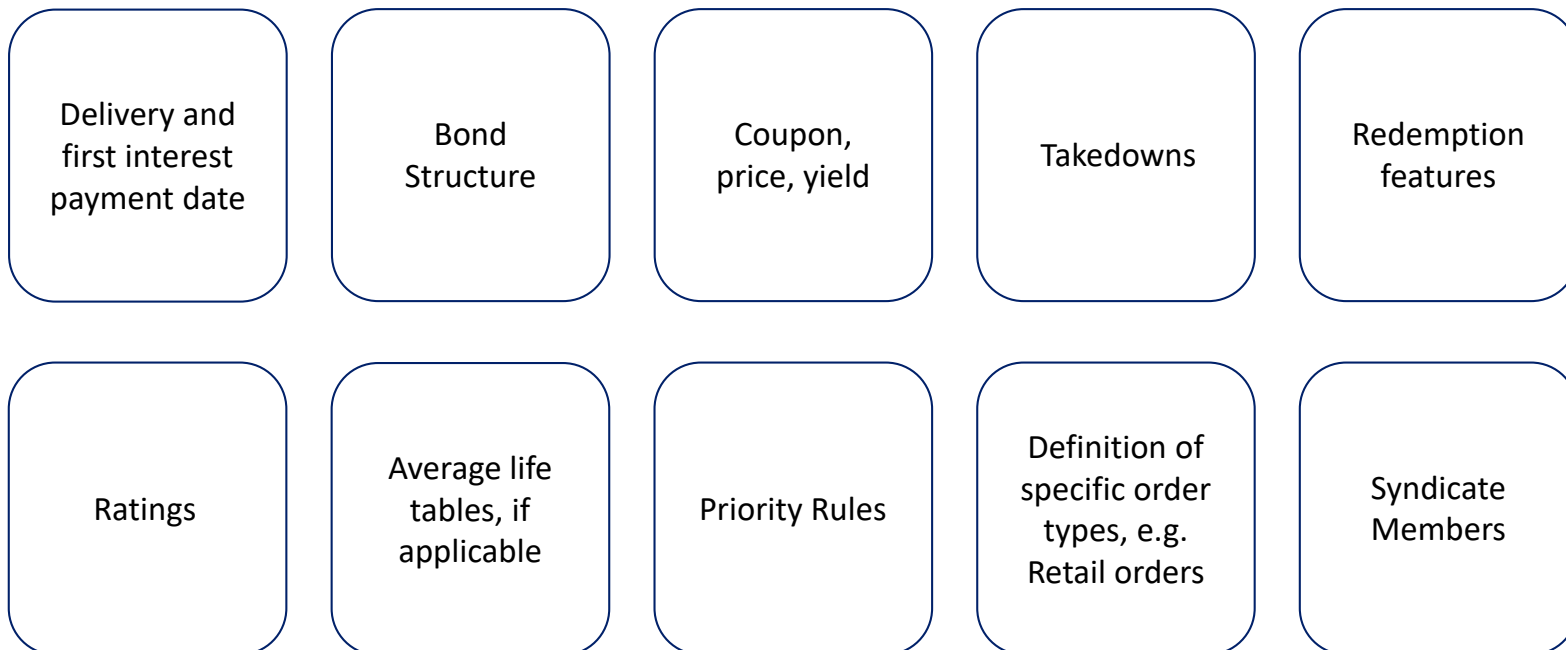 Delivery and
first interest
payment date
Bond
Structure
Coupon,
price, yield
Takedowns
Redemption
features
Ratings
Average life
tables, if
applicable
Priority Rules
Definition of
specific order
types, e.g.
Retail orders
Syndicate
Members